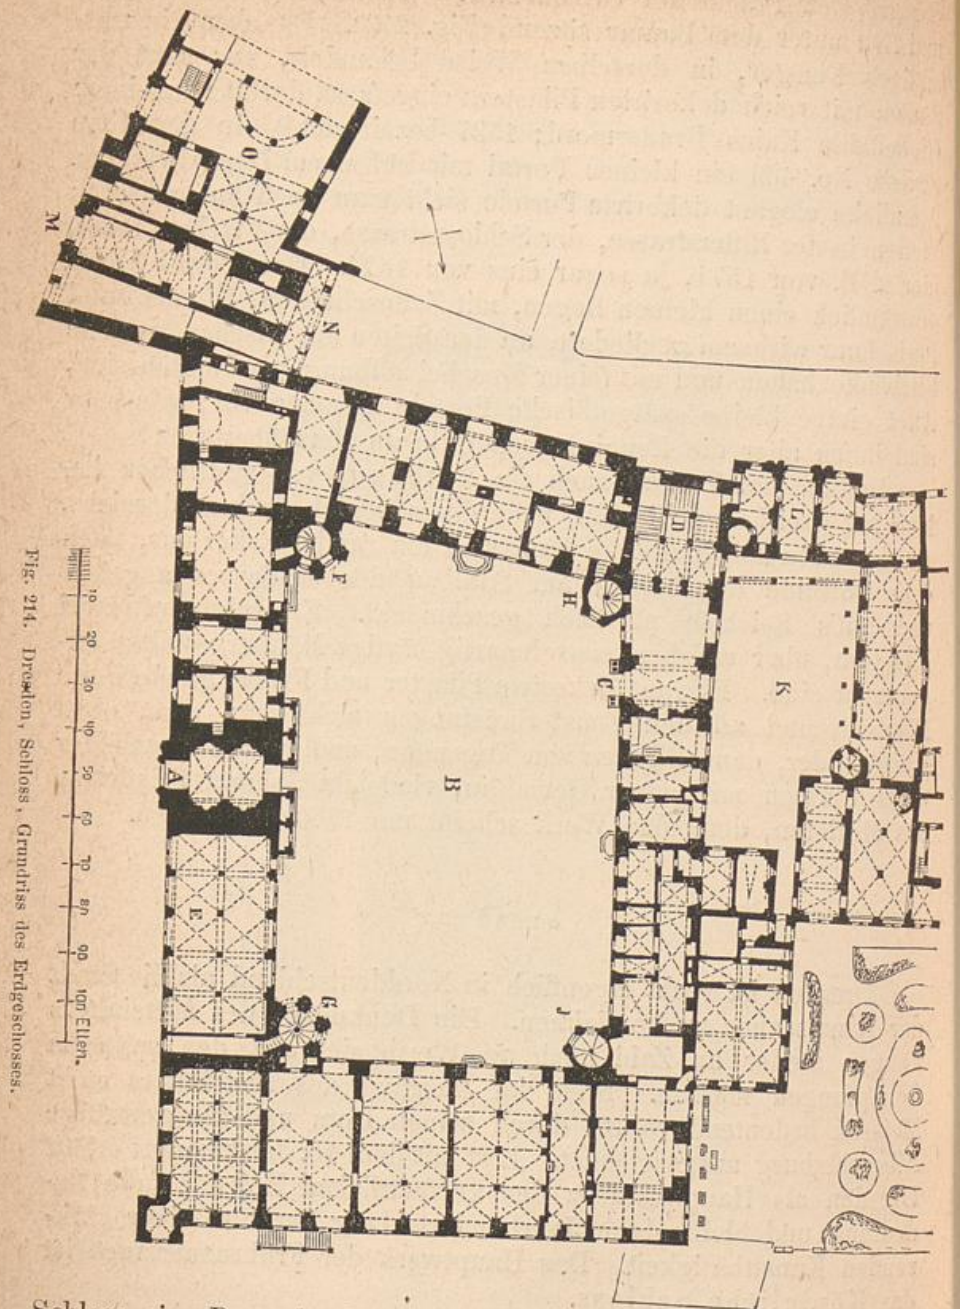 O
M
N
F
H
D
L
C
K
A
B
E
G
J
10
20
30
40
50
60
70
80
90
100 Ellen.
Fig. 214. Dresden, Schloss, Grundriss des Erdgeschosses.